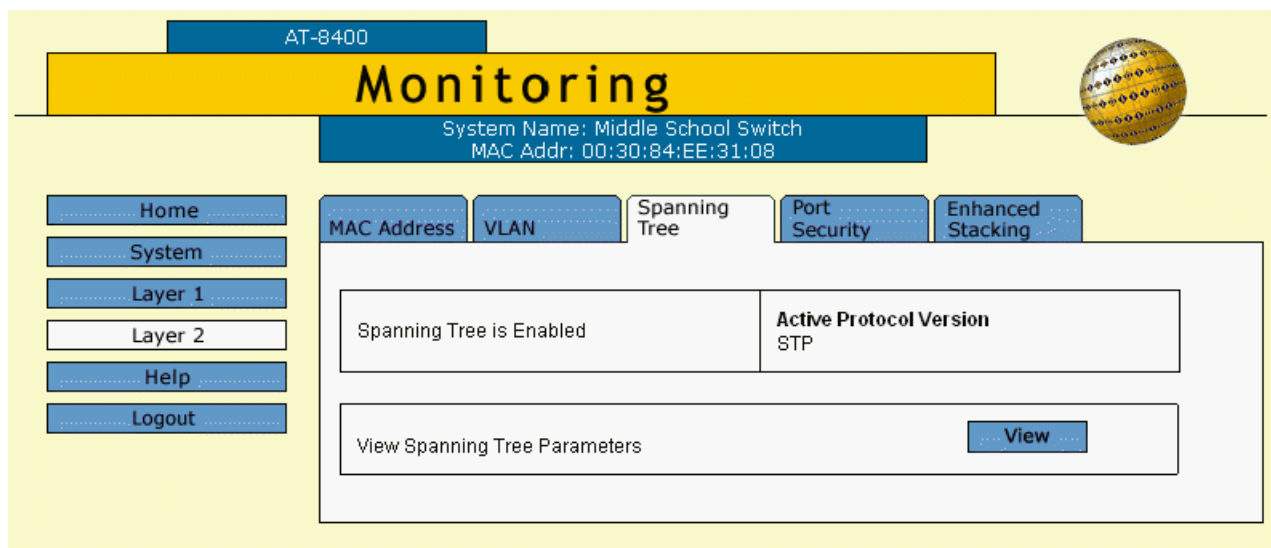 AT-8400
Monitoring
System Name: Middle School Switch
MAC Addr: 00:30:84:EE:31:08
Home
System
Layer 1
Layer 2
Help
Logout
MAC Address
VLAN
Spanning
Tree
Port
Security
Enhanced
Stacking
Spanning Tree is Enabled
Active Protocol Version
STP
View Spanning Tree Parameters
View